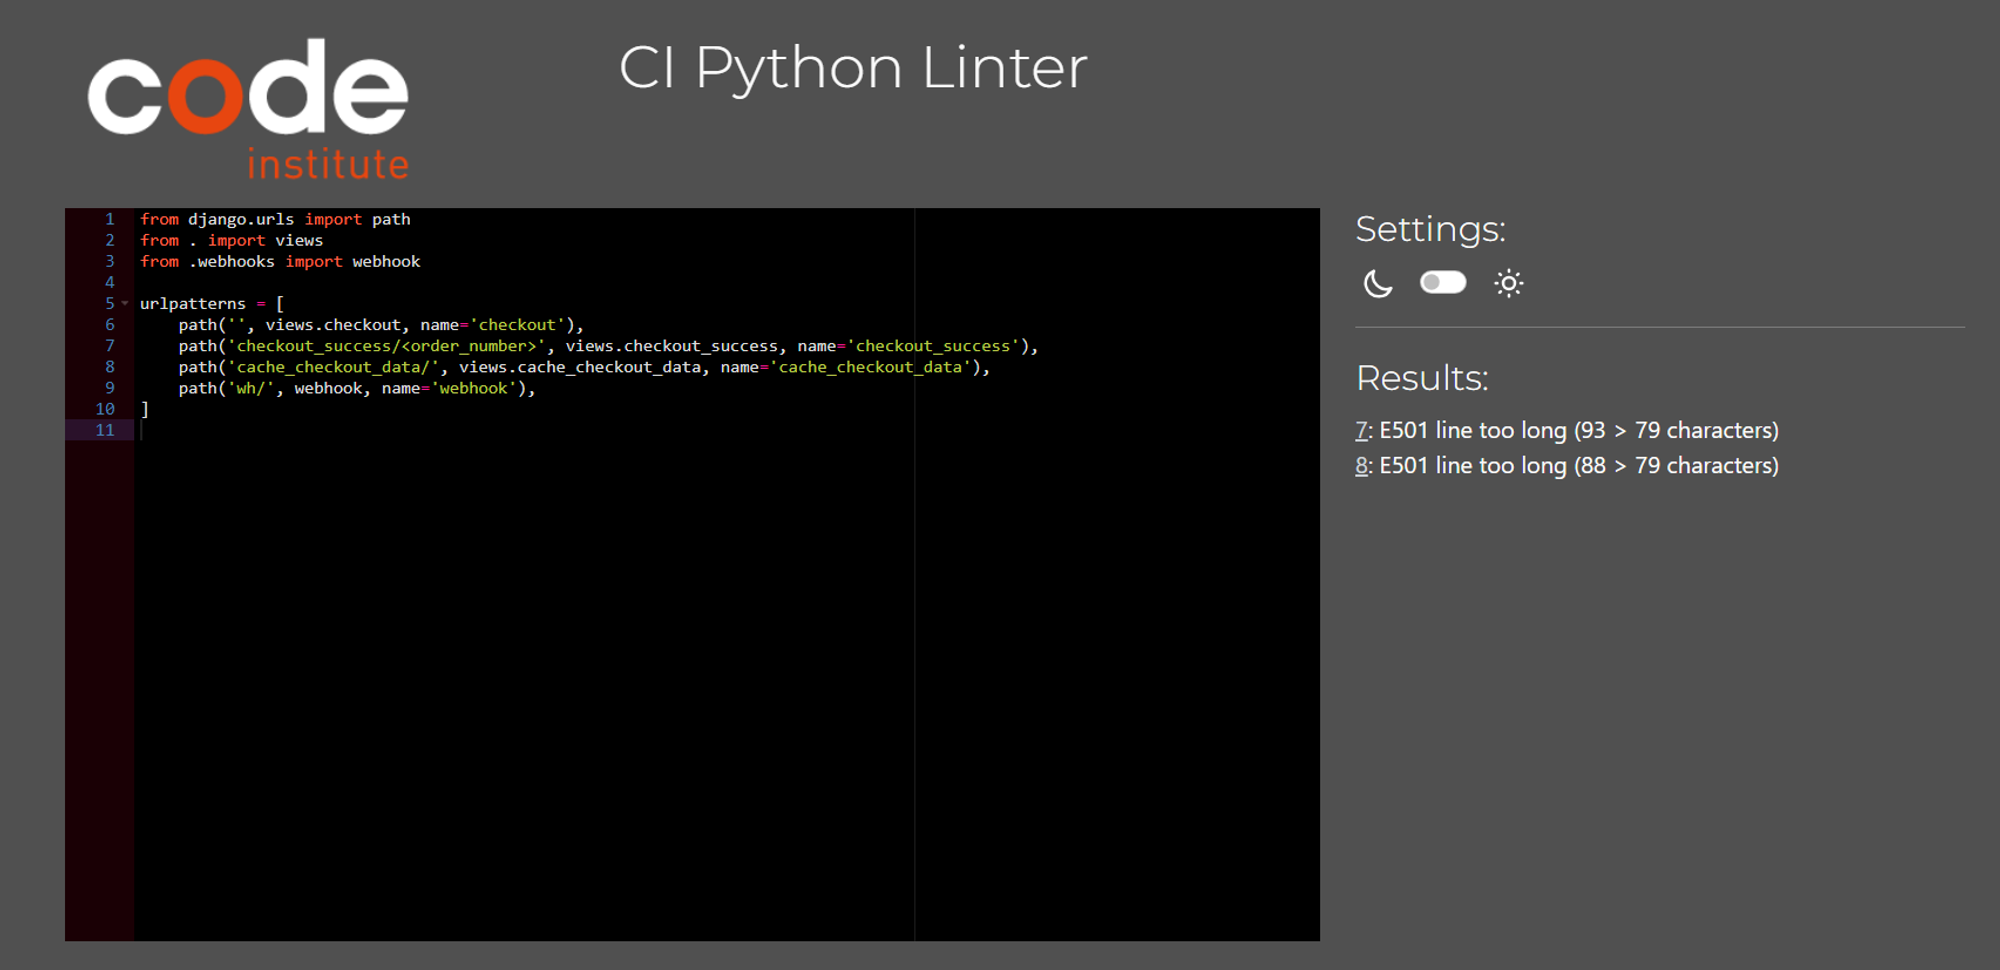 code
institute
CI Python Linter
1 from django.urls import path
2 from . import views
3 from .webhooks import webhook
4
5 urlpatterns = [
6     path('', views.checkout, name='checkout'),
7     path('checkout_success/<order_number>', views.checkout_success, name='checkout_success'),
8     path('cache_checkout_data/', views.cache_checkout_data, name='cache_checkout_data'),
9     path('wh/', webhook, name='webhook'),
10 ]
11
Settings:
Results:
7: E501 line too long (93 > 79 characters)
8: E501 line too long (88 > 79 characters)